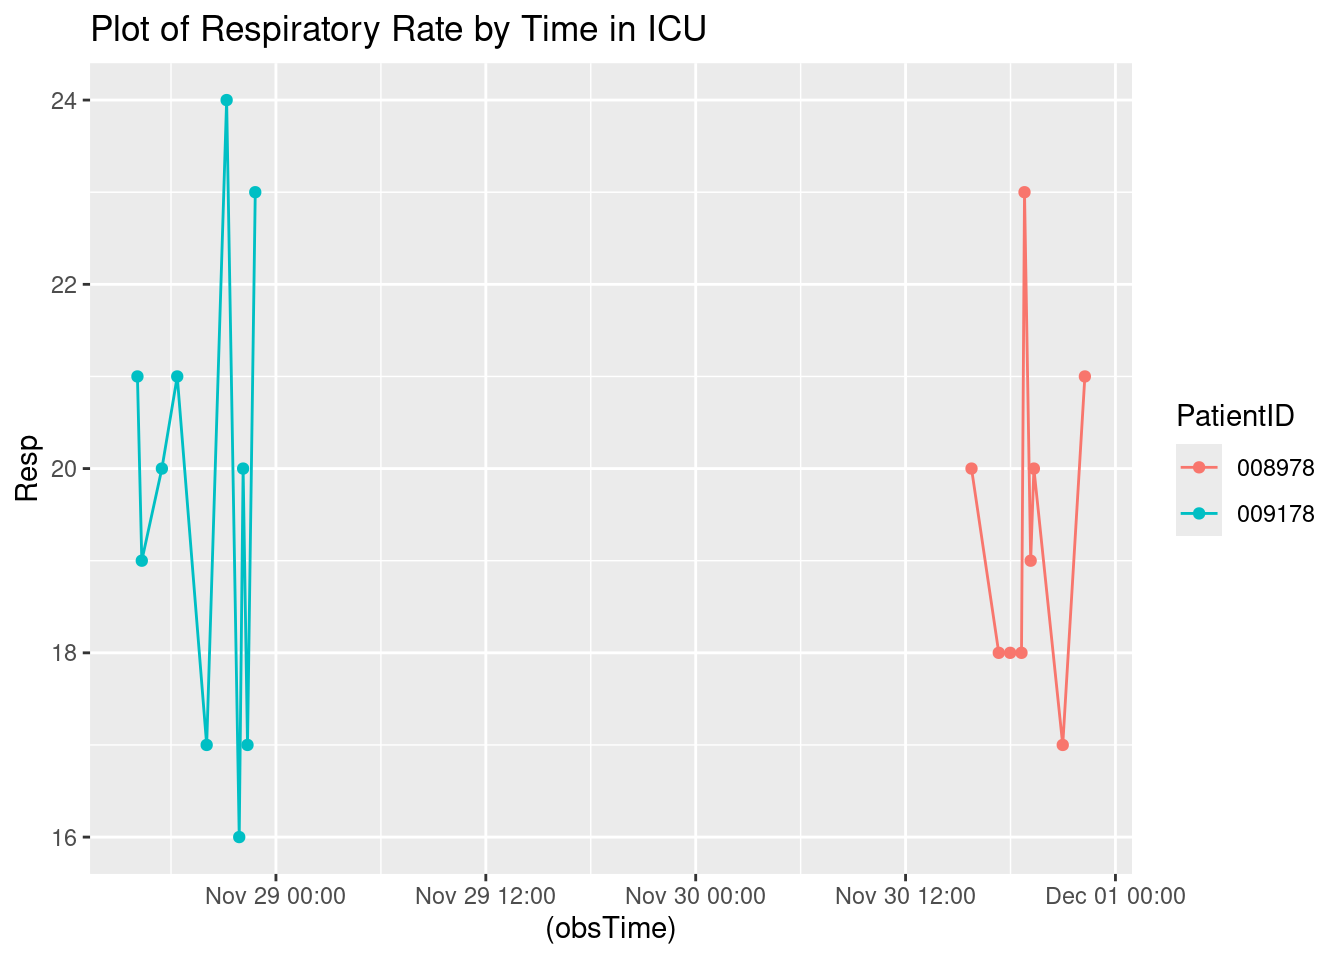 Plot of Respiratory Rate by Time in ICU
24
22
20
18
16
Resp
Nov 29 00:00
Nov 29 12:00
Nov 30 00:00
Nov 30 12:00
Dec 01 00:00
(obsTime)
PatientID
008978
009178